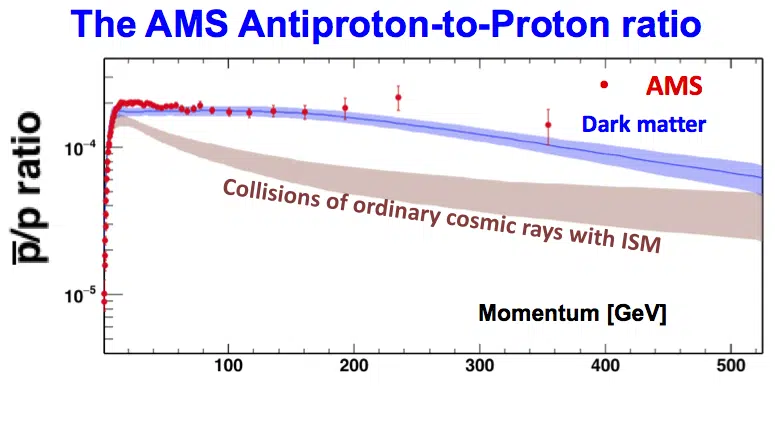 The AMS Antiproton-to-Proton ratio
p̅/p ratio
10⁻⁴
10⁻⁵
AMS
Dark matter
Collisions of ordinary cosmic rays with ISM
Momentum [GeV]
100 200 300 400 500